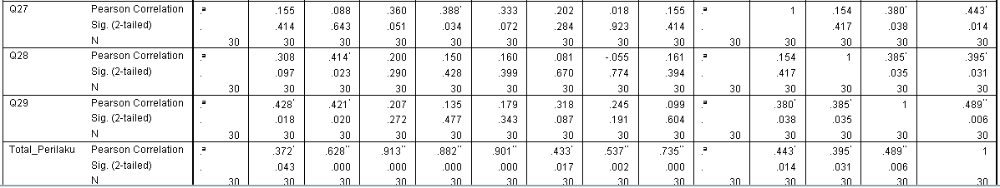 Q27 Pearson Correlation .ª .155 .088 .360 .388* .333 .202 .018 .155 .ª 1 .154 .380* .443*
Sig. (2-tailed) . .414 .643 .051 .034 .072 .284 .923 .414 . .417 .038 .014
N 30 30 30 30 30 30 30 30 30 30 30 30 30 30
Q28 Pearson Correlation .ª .308 .414* .200 .150 .160 .081 -.055 .161 .ª .154 1 .385* .395*
Sig. (2-tailed) . .097 .023 .290 .428 .399 .670 .774 .394 . .417 .035 .031
N 30 30 30 30 30 30 30 30 30 30 30 30 30 30
Q29 Pearson Correlation .ª .428* .421* .207 .135 .179 .318 .245 .099 .ª .380* .385* 1 .489**
Sig. (2-tailed) . .018 .020 .272 .477 .343 .087 .191 .604 . .038 .035 .006
N 30 30 30 30 30 30 30 30 30 30 30 30 30 30
Total_Perilaku Pearson Correlation .ª .372* .628** .913** .882** .901** .433* .537** .735** .ª .443* .395* .489** 1
Sig. (2-tailed) . .043 .000 .000 .000 .000 .017 .002 .000 . .014 .031 .006
N 30 30 30 30 30 30 30 30 30 30 30 30 30 30